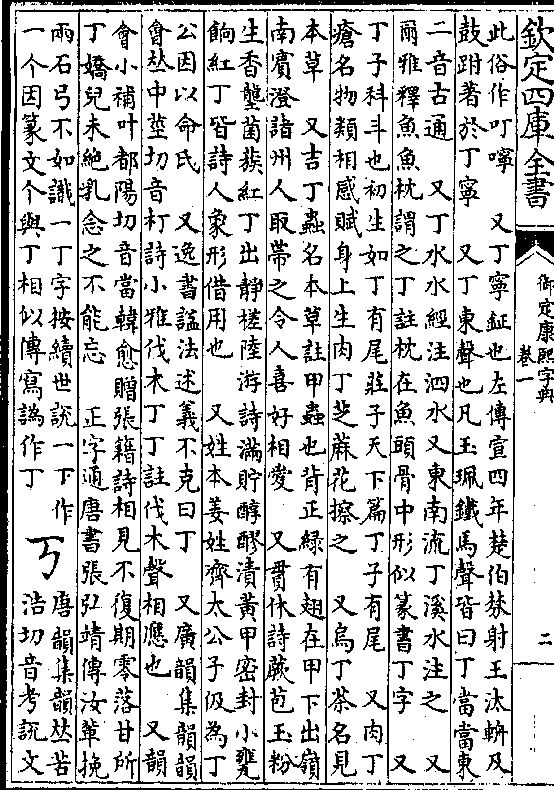 欽定四庫全書
御定康熙字典
卷一
二
此俗作叮嚀　又丁寧鉦也左傳宣四年楚伯棼射王汰輈及
鼓跗著於丁寧　又丁東聲也凡玉珮鐵馬聲皆曰丁當當東
二音古通　又丁水水經注泗水又東南流丁溪水注之　又
爾雅釋魚魚枕謂之丁註枕在魚頭骨中形似篆書丁字　又
丁子科斗也初生如丁有尾莊子天下篇丁子有尾　又肉丁
瘡名物類相感賦身上生肉丁芝蔴花擦之　又烏丁茶名見
本草　又吉丁蟲名本草註甲蟲也背正綠有翅在甲下出嶺
南賓澄諸州人取帶之令人喜好相愛　又貫休詩蕨苞玉粉
生香壟菌蔟紅丁出靜槎陸游詩滿貯醇醪漬黃甲密封小甕
餉紅丁皆詩人象形借用也　又姓本姜姓齊太公子伋為丁
公因以命氏　又逸書諡法述義不克曰丁　又廣韻集韻韻
會𠀤中莖切音朾詩小雅伐木丁丁註伐木聲相應也　又韻
會小補叶都陽切音當韓愈贈張籍詩相見不復期零落甘所
丁嬌兒未絶乳念之不能忘　正字通唐書張弘靖傳汝輩挽
兩石弓不如識一丁字按續世說一丁作
一个因篆文个與丁相似傳寫譌作丁
丂
唐韻集韻𠀤苦
浩切音考説文